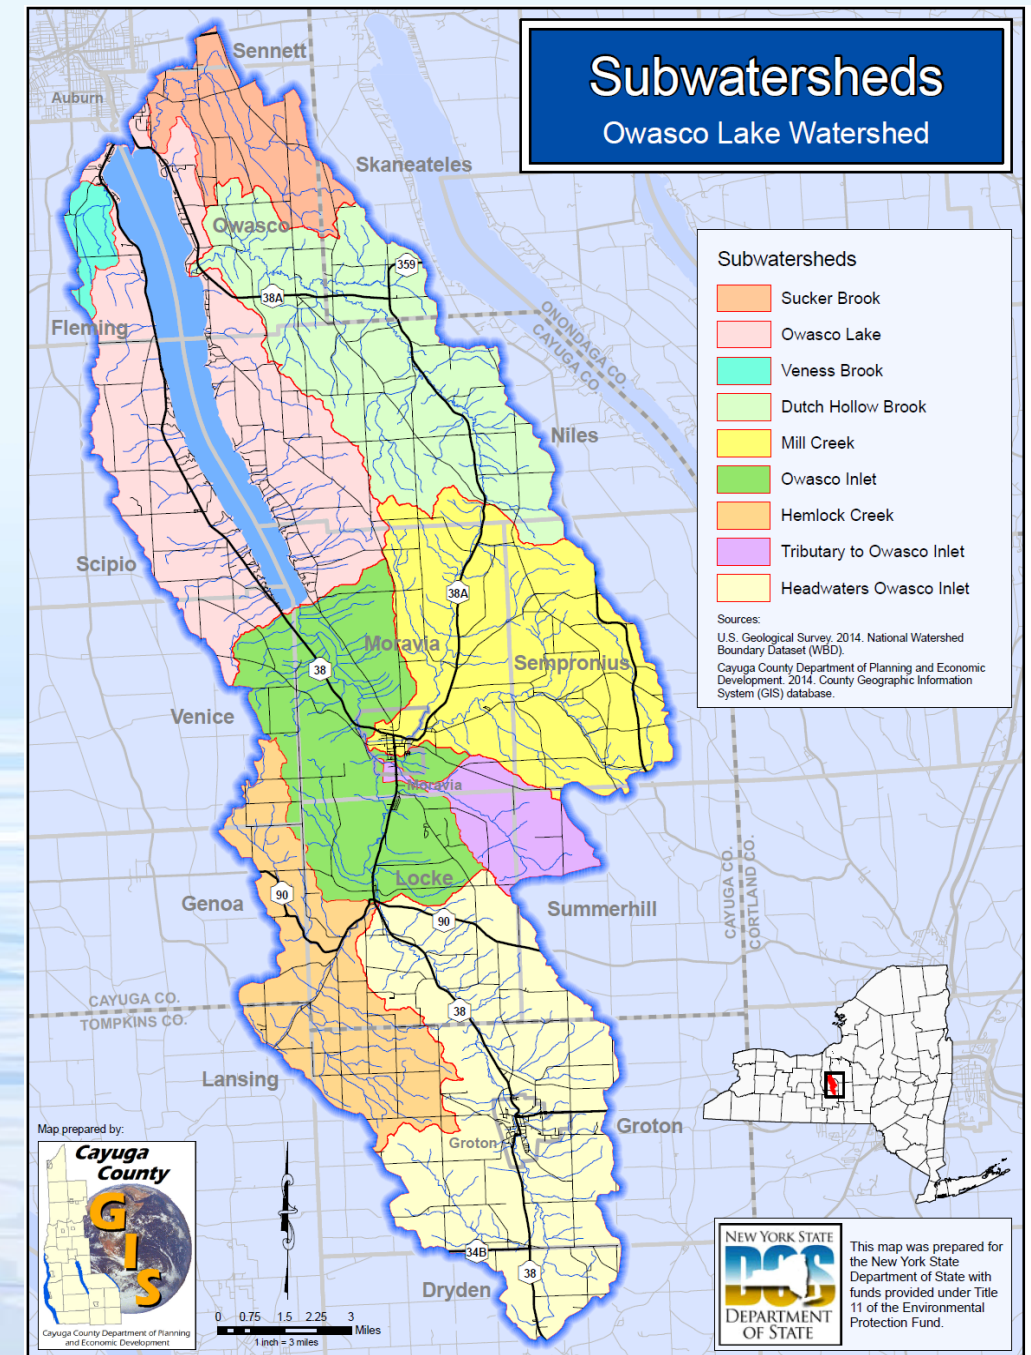 Subwatersheds
Owasco Lake Watershed
Sennett
Auburn
Skaneateles
Owasco
359
38A
Fleming
ONONDAGA CO.
CAYUGA CO.
Niles
Scipio
38A
Moravia
Sempronius
38
Venice
Moravia
Locke
90
Genoa
90
Summerhill
CAYUGA CO.
CORTLAND CO.
CAYUGA CO.
TOMPKINS CO.
38
Lansing
Groton
Groton
34B
38
Dryden
Subwatersheds
Sucker Brook
Owasco Lake
Veness Brook
Dutch Hollow Brook
Mill Creek
Owasco Inlet
Hemlock Creek
Tributary to Owasco Inlet
Headwaters Owasco Inlet
Sources:
U.S. Geological Survey. 2014. National Watershed
Boundary Dataset (WBD).
Cayuga County Department of Planning and Economic
Development. 2014. County Geographic Information
System (GIS) database.
Map prepared by:
Cayuga
County
GIS
Cayuga County Department of Planning
and Economic Development
0 0.75 1.5 2.25 3
Miles
1 inch = 3 miles
NEW YORK STATE
DOS
DEPARTMENT
OF STATE
This map was prepared for
the New York State
Department of State with
funds provided under Title
11 of the Environmental
Protection Fund.